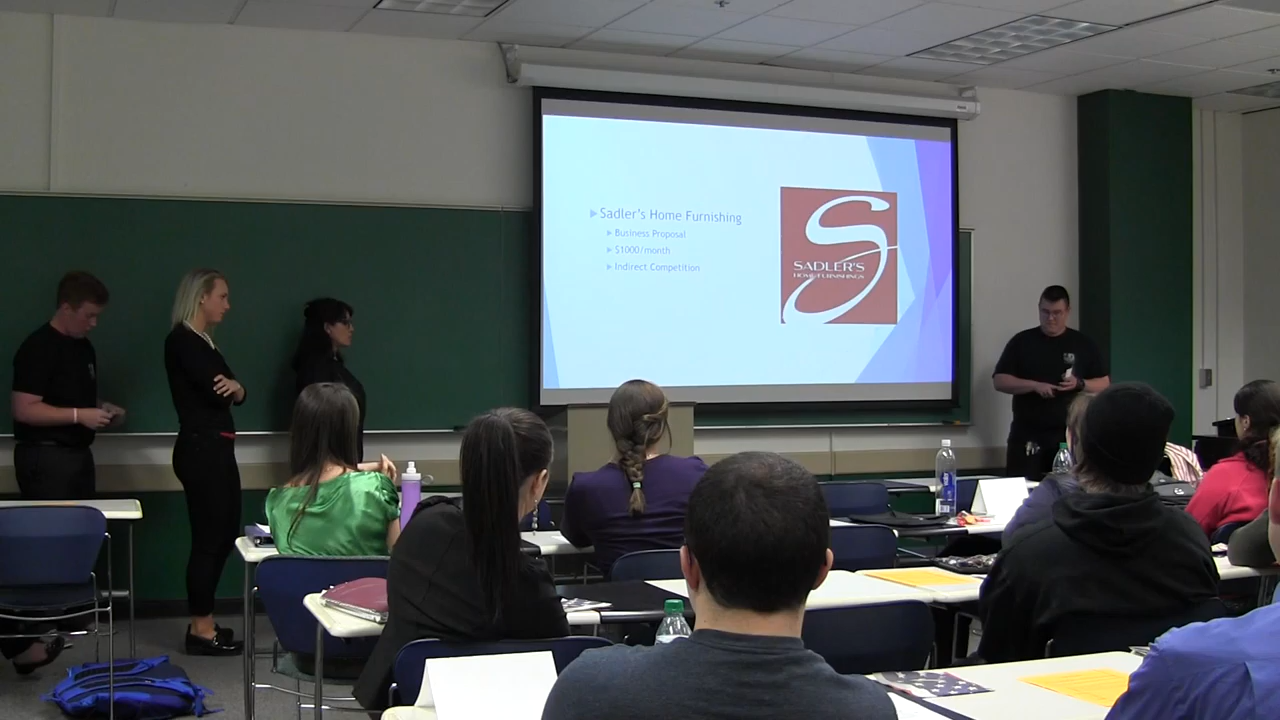 Sadler's Home Furnishing
Business Proposal
$1000/month
Indirect Competition
SADLER'S
HOME FURNISHINGS